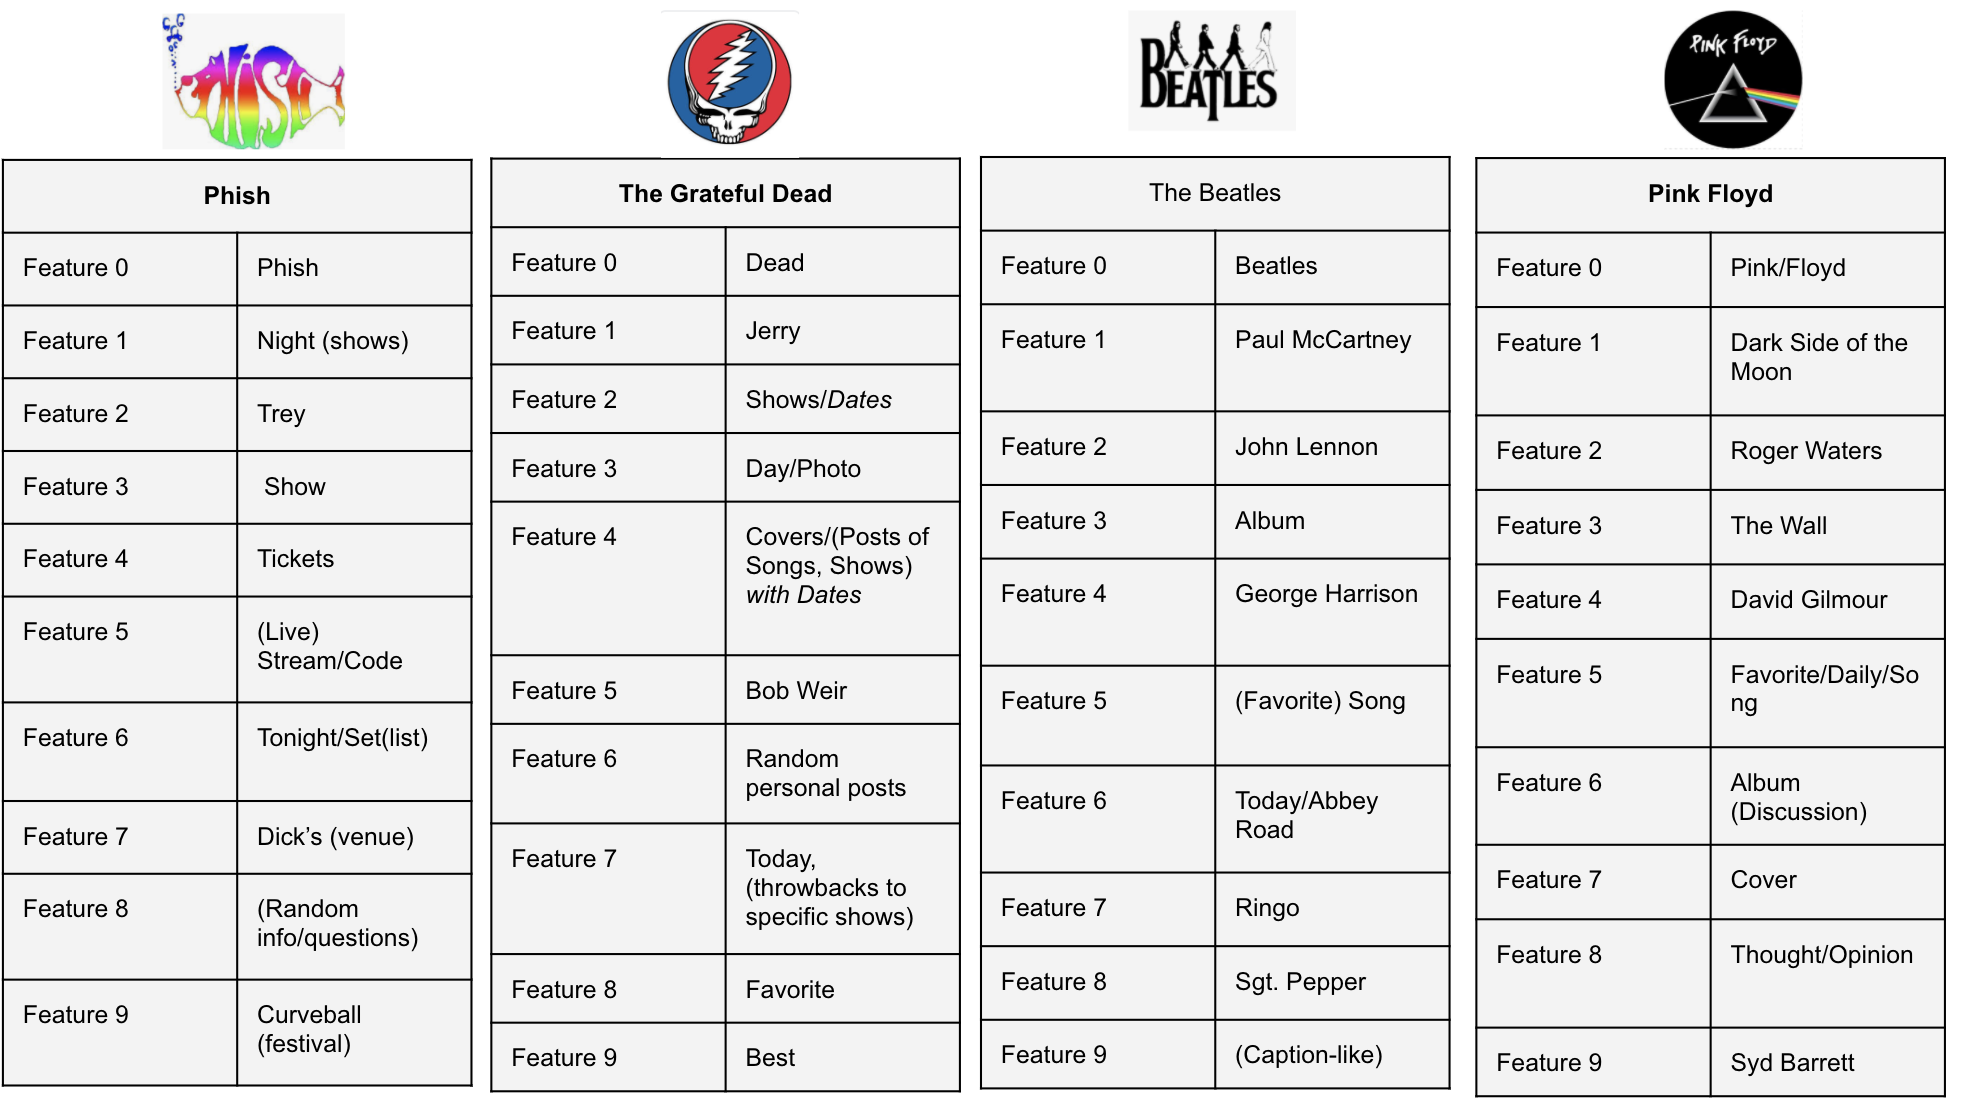 PHiSH
BEATLES
PINK FLOYD
Phish
Feature 0 Phish
Feature 1 Night (shows)
Feature 2 Trey
Feature 3 Show
Feature 4 Tickets
Feature 5 (Live)
Stream/Code
Feature 6 Tonight/Set(list)
Feature 7 Dick’s (venue)
Feature 8 (Random
info/questions)
Feature 9 Curveball
(festival)
The Grateful Dead
Feature 0 Dead
Feature 1 Jerry
Feature 2 Shows/Dates
Feature 3 Day/Photo
Feature 4 Covers/(Posts of
Songs, Shows)
with Dates
Feature 5 Bob Weir
Feature 6 Random
personal posts
Feature 7 Today,
(throwbacks to
specific shows)
Feature 8 Favorite
Feature 9 Best
The Beatles
Feature 0 Beatles
Feature 1 Paul McCartney
Feature 2 John Lennon
Feature 3 Album
Feature 4 George Harrison
Feature 5 (Favorite) Song
Feature 6 Today/Abbey
Road
Feature 7 Ringo
Feature 8 Sgt. Pepper
Feature 9 (Caption-like)
Pink Floyd
Feature 0 Pink/Floyd
Feature 1 Dark Side of the
Moon
Feature 2 Roger Waters
Feature 3 The Wall
Feature 4 David Gilmour
Feature 5 Favorite/Daily/So
ng
Feature 6 Album
(Discussion)
Feature 7 Cover
Feature 8 Thought/Opinion
Feature 9 Syd Barrett